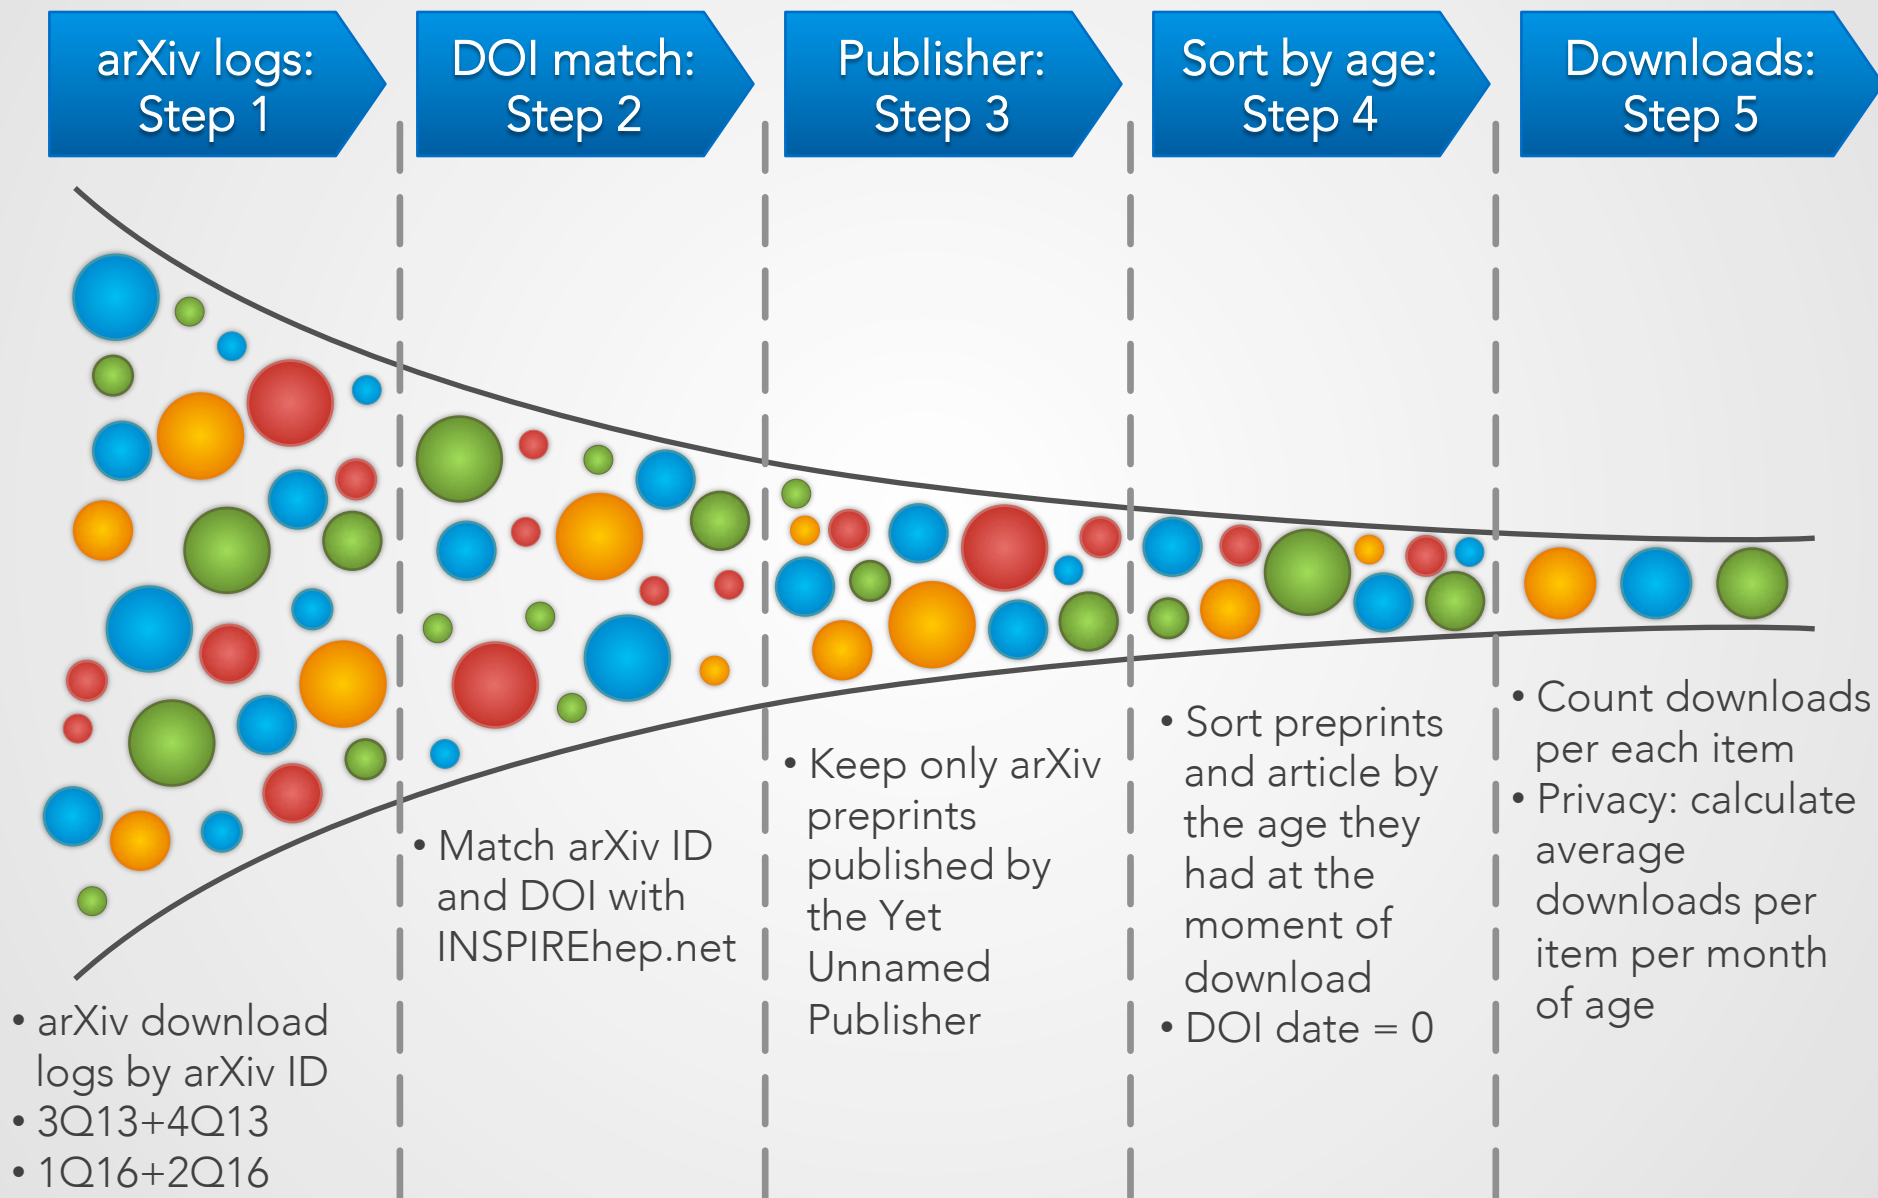 arXiv logs:
Step 1
DOI match:
Step 2
Publisher:
Step 3
Sort by age:
Step 4
Downloads:
Step 5
• arXiv download
logs by arXiv ID
• 3Q13+4Q13
• 1Q16+2Q16
• Match arXiv ID
and DOI with
INSPIREhep.net
• Keep only arXiv
preprints
published by
the Yet
Unnamed
Publisher
• Sort preprints
and article by
the age they
had at the
moment of
download
• DOI date = 0
• Count downloads
per each item
• Privacy: calculate
average
downloads per
item per month
of age